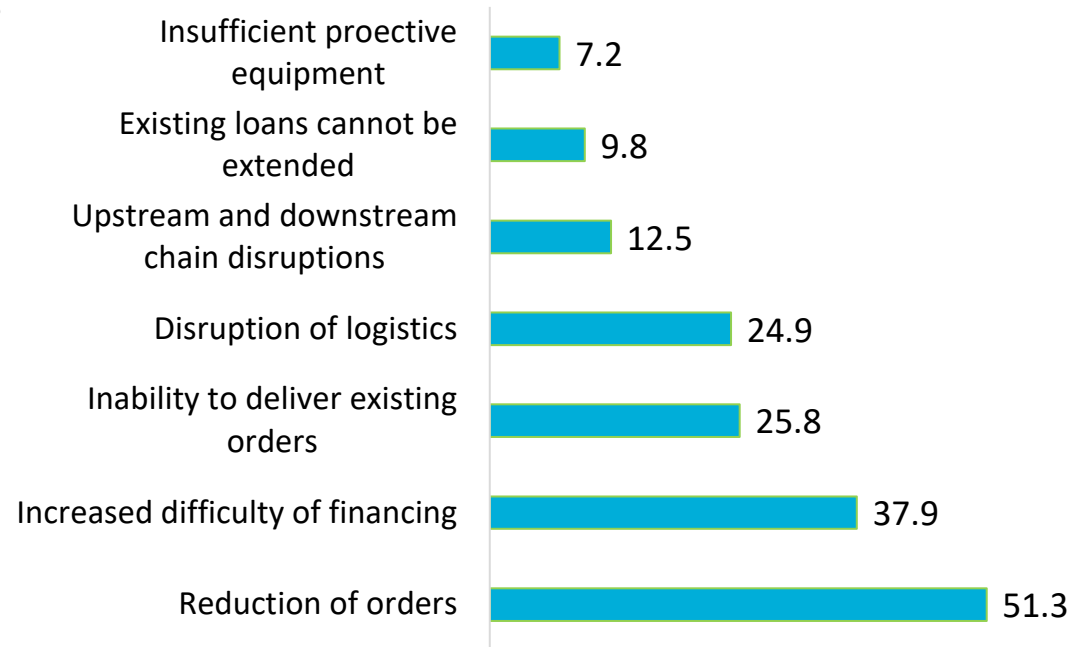 Insufficient proective
equipment
7.2
Existing loans cannot be
extended
9.8
Upstream and downstream
chain disruptions
12.5
Disruption of logistics
24.9
Inability to deliver existing
orders
25.8
Increased difficulty of financing
37.9
Reduction of orders
51.3